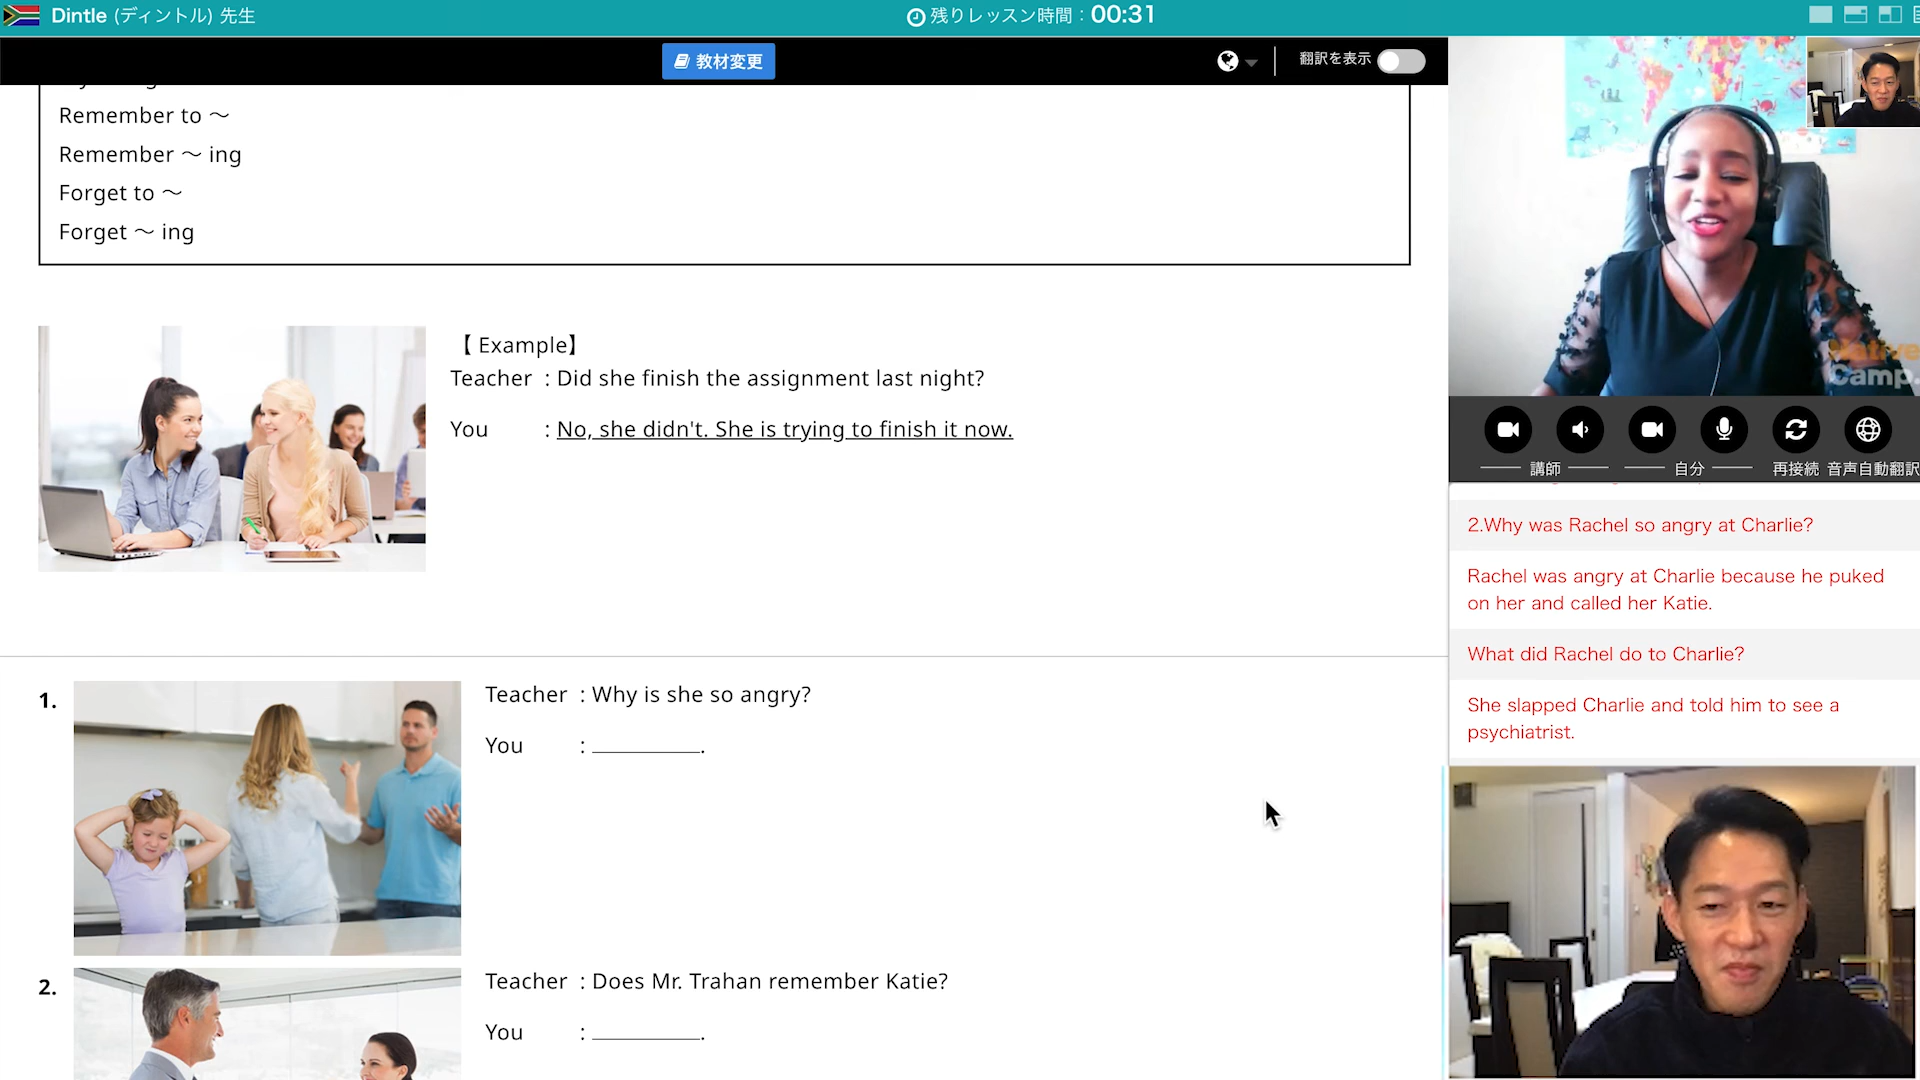 Dintle (ディントル) 先生
残りレッスン時間 : 00:31
教材変更
翻訳を表示
Remember to ～
Remember ～ ing
Forget to ～
Forget ～ ing
【 Example】
Teacher : Did she finish the assignment last night?
You : No, she didn't. She is trying to finish it now.
1.
Teacher : Why is she so angry?
You : __________.
2.
Teacher : Does Mr. Trahan remember Katie?
You : __________.
Native
Camp.
講師
自分
再接続
音声自動翻訳
2.Why was Rachel so angry at Charlie?
Rachel was angry at Charlie because he puked
on her and called her Katie.
What did Rachel do to Charlie?
She slapped Charlie and told him to see a
psychiatrist.